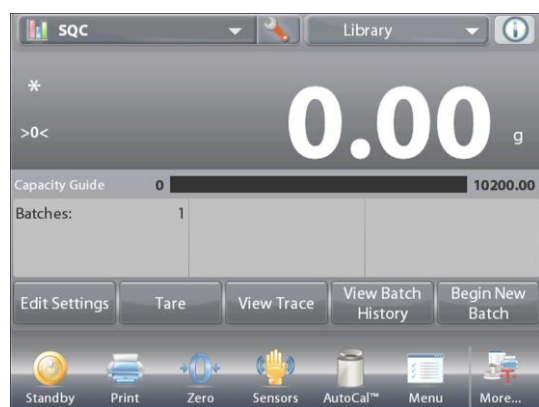 SQC
Library
*
>0<
0.00 g
Capacity Guide 0 10200.00
Batches: 1
Edit Settings
Tare
View Trace
View Batch
History
Begin New
Batch
Standby
Print
Zero
Sensors
AutoCal™
Menu
More...